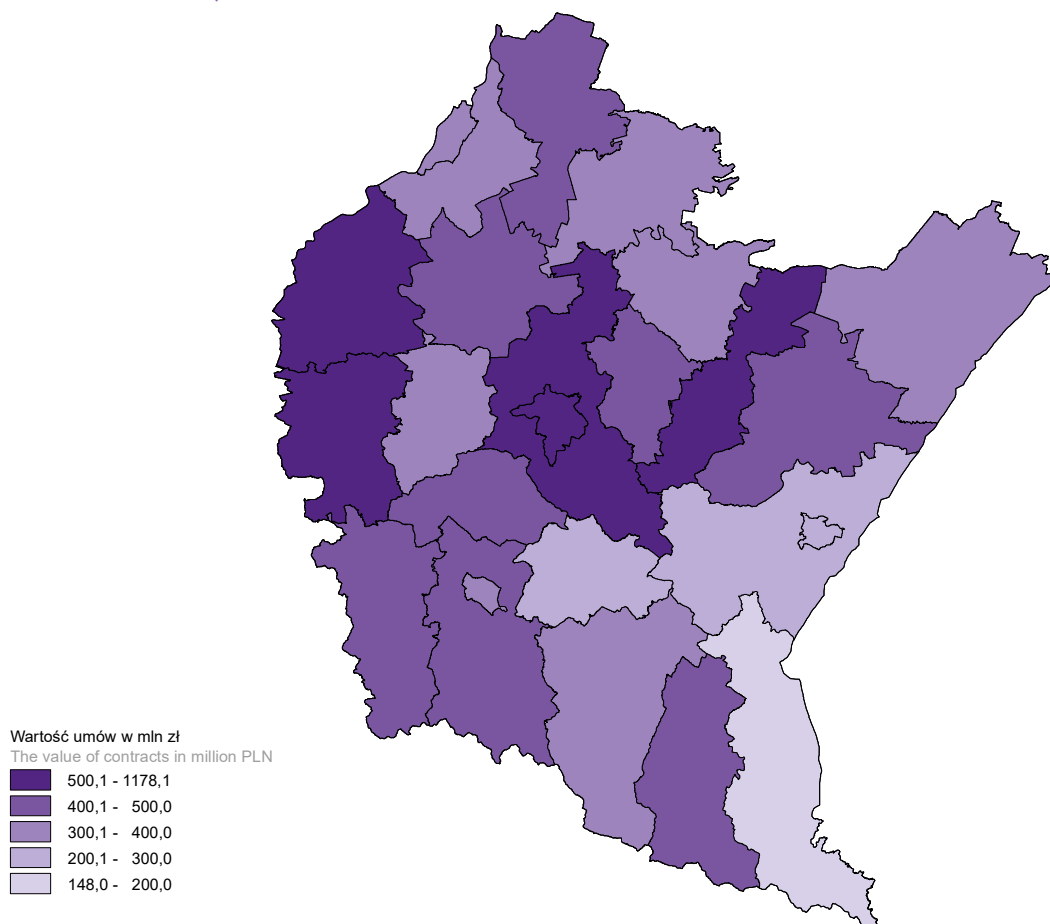 Wartość umów w mln zł
The value of contracts in million PLN
500,1 - 1178,1
400,1 - 500,0
300,1 - 400,0
200,1 - 300,0
148,0 - 200,0